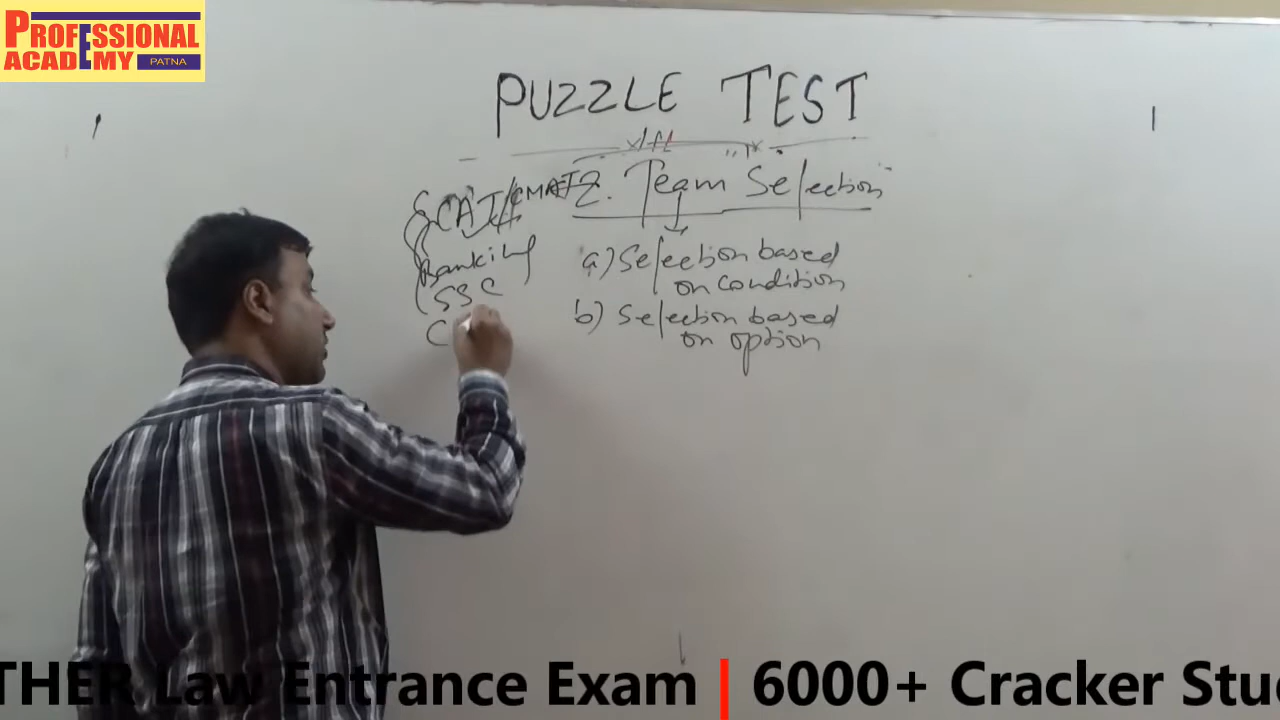 PROFESSIONAL
ACADEMY PATNA
PUZZLE TEST
CAT/CMAT 2. Team Selection
Banking a) Selection based
on condition
SSC
b) Selection based
C on option
THER Law Entrance Exam | 6000+ Cracker Stu